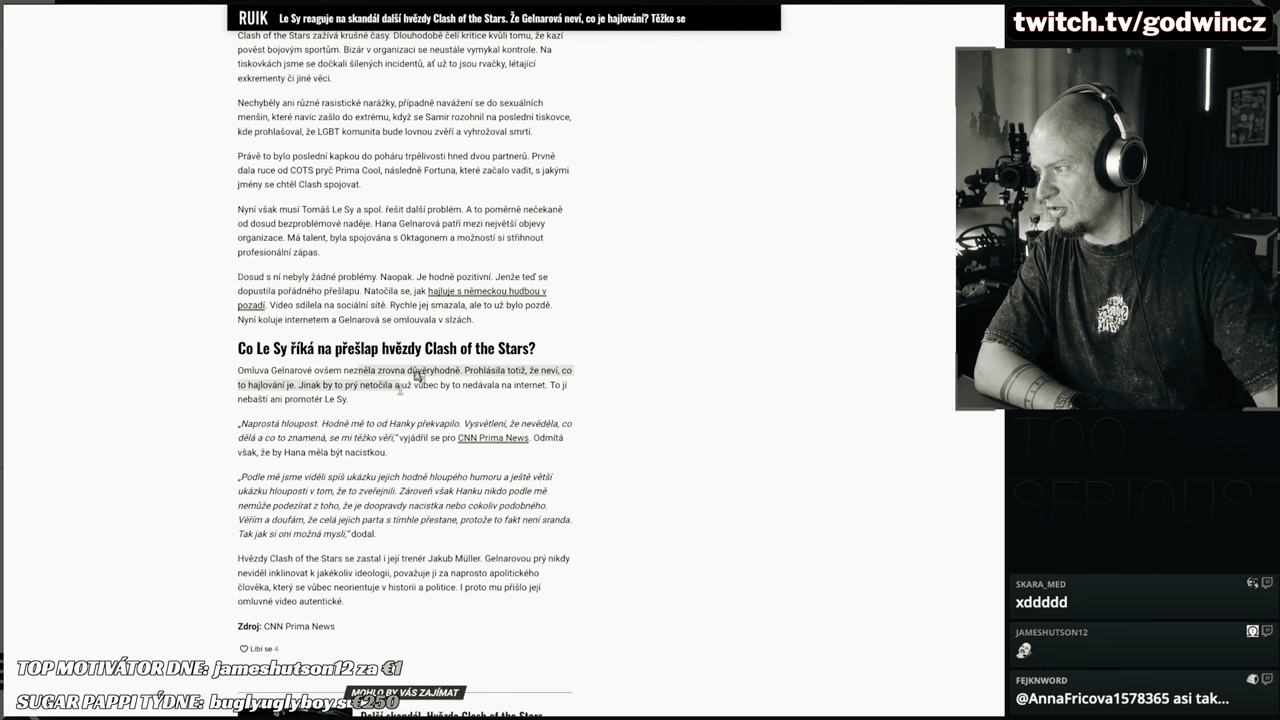 RUIK Le Sy reaguje na skandál další hvězdy Clash of the Stars. Že Gelnarová neví, co je hajlování? Těžko se
twitch.tv/godwincz
Clash of the Stars zažívá krušné časy. Dlouhodobě čelí kritice kvůli tomu, že kazí
pověst bojovým sportům. Bizár v organizaci se neustále vymykal kontrole. Na
tiskovkách jsme se dočkali šílených incidentů, ať už to jsou rvačky, létající
exkrementy či jiné věci.
Nechyběly ani různé rasistické narážky, případně navážení se do sexuálních
menšin, které navíc zašlo do extrému, když se Samir rozohnil na poslední tiskovce,
kde prohlašoval, že LGBT komunita bude lovnou zvěří a vyhrožoval smrtí.
Právě to bylo poslední kapkou do poháru trpělivosti hned dvou partnerů. Prvně
dala ruce od COTS pryč Prima Cool, následně Fortuna, které začalo vadit, s jakými
jmény se chtěl Clash spojovat.
Nyní však musí Tomáš Le Sy a spol. řešit další problém. A to poměrně nečekaně
od dosud bezproblémové naděje. Hana Gelnarová patří mezi největší objevy
organizace. Má talent, byla spojována s Oktagonem a možností si střihnout
profesionální zápas.
Dosud s ní nebyly žádné problémy. Naopak. Je hodně pozitivní. Jenže teď se
dopustila pořádného přešlapu. Natočila se, jak hajluje s německou hudbou v
pozadí. Video sdílela na sociální sítě. Rychle jej smazala, ale to už bylo pozdě.
Nyní koluje internetem a Gelnarová se omlouvala v slzách.
Co Le Sy říká na přešlap hvězdy Clash of the Stars?
Omluva Gelnarové ovšem nezněla zrovna důvěryhodně. Prohlásila totiž, že neví, co
to hajlování je. Jinak by to prý netočila a už vůbec by to nedávala na internet. To jí
nebaští ani promotér Le Sy.
„Naprostá hloupost. Hodně mě to od Hanky překvapilo. Vysvětlení, že nevěděla, co
dělá a co to znamená, se mi těžko věří,“ vyjádřil se pro CNN Prima News. Odmítá
však, že by Hana měla být nacistkou.
„Podle mě jsme viděli spíš ukázku jejich hodně hloupého humoru a ještě větší
ukázku hlouposti v tom, že to zveřejnili. Zároveň však Hanku nikdo podle mě
nemůže podezírat z toho, že je doopravdy nacistka nebo cokoliv podobného.
Věřím a doufám, že celá jejich parta s tímhle přestane, protože to fakt není sranda.
Tak jak si oni možná myslí,“ dodal.
Hvězdy Clash of the Stars se zastal i její trenér Jakub Müller. Gelnarovou prý nikdy
neviděl inklinovat k jakékoliv ideologii, považuje ji za naprosto apolitického
člověka, který se vůbec neorientuje v historii a politice. I proto mu přišlo její
omluvné video autentické.
Zdroj: CNN Prima News
Líbí se 4
MOHLO BY VÁS ZAJÍMAT
Další skandál. Hvězda Clash of the Stars
TOP MOTIVÁTOR DNE: jameshutson12 za €1
SUGAR PAPPI TÝDNE: buglyuglyboy.su €250
TOO
SERIOUS
SKARA_MED
xddddd
JAMESHUTSON12
FEJKNWORD
@AnnaFricova1578365 asi tak...